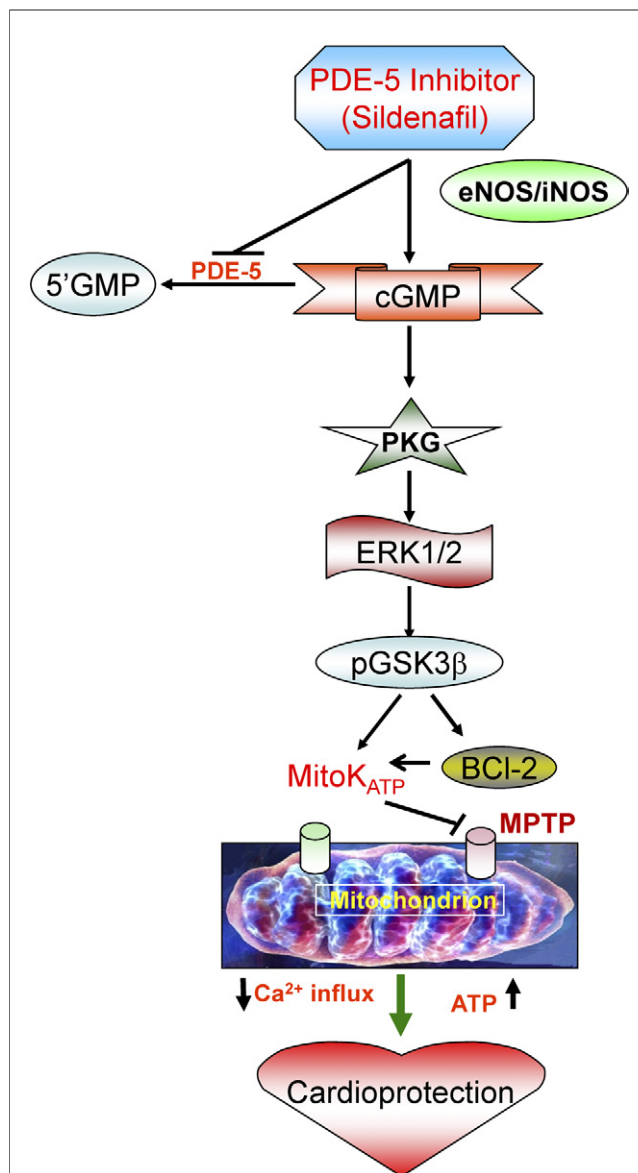 PDE-5 Inhibitor
(Sildenafil)
eNOS/iNOS
5'GMP
PDE-5
cGMP
PKG
ERK1/2
pGSK3β
MitoK_ATP
BCl-2
MPTP
Mitochondrion
Ca²⁺ influx
ATP
Cardioprotection